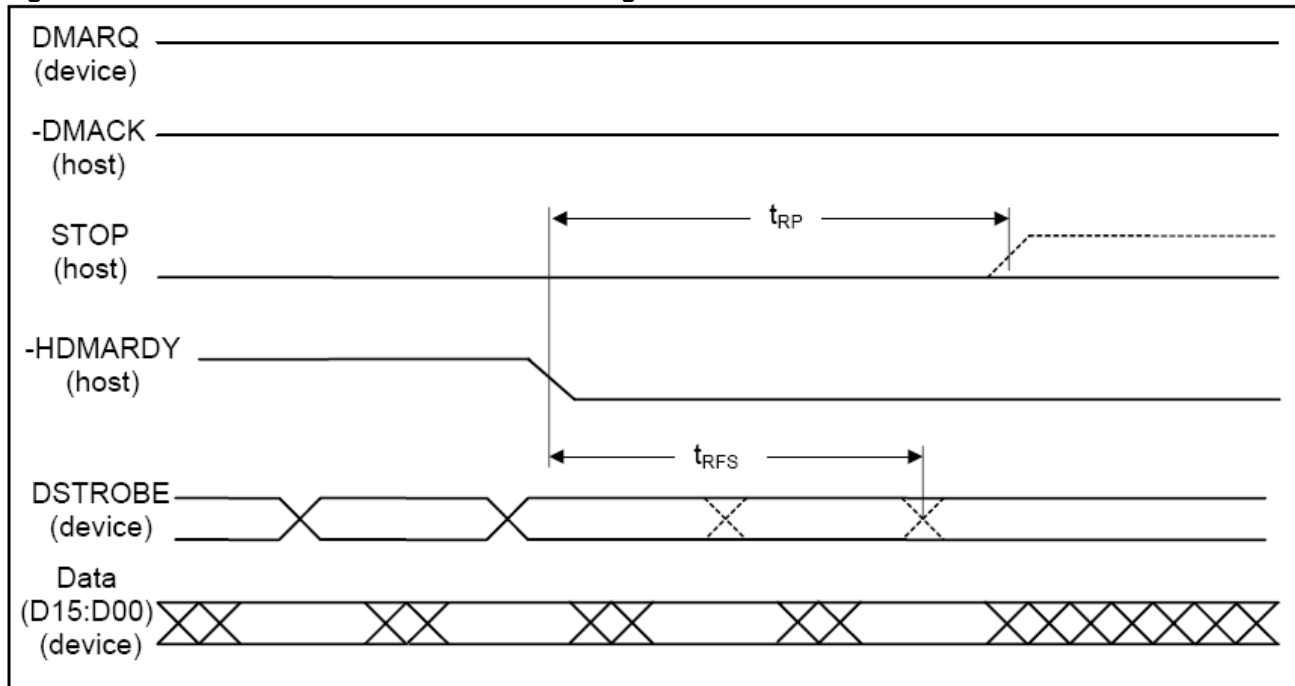 DMARQ
(device)
-DMACK
(host)
STOP
(host)
tRP
-HDMARDY
(host)
tRFS
DSTROBE
(device)
Data
(D15:D00)
(device)